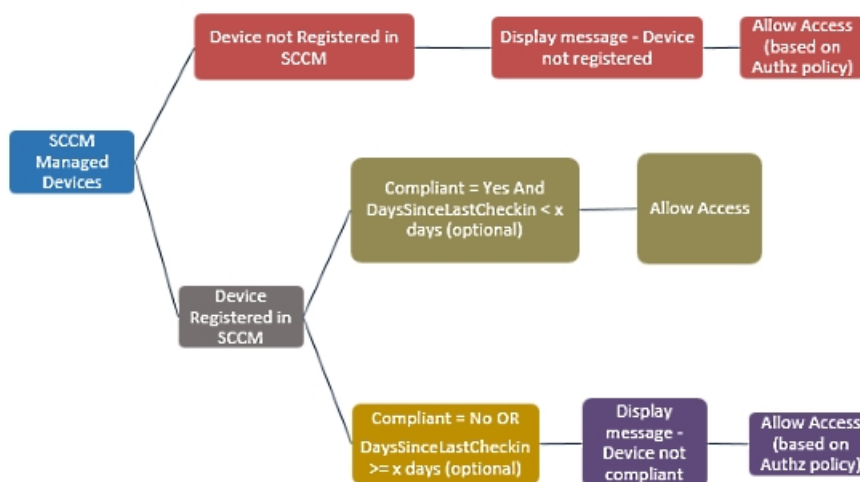 Device not Registered in
SCCM
Display message - Device
not registered
Allow Access
(based on
Authz policy)
SCCM
Managed
Devices
Compliant = Yes And
DaysSinceLastCheckin < x
days (optional)
Allow Access
Device
Registered in
SCCM
Compliant = No OR
DaysSinceLastCheckin
>= x days (optional)
Display
message -
Device not
compliant
Allow Access
(based on
Authz policy)